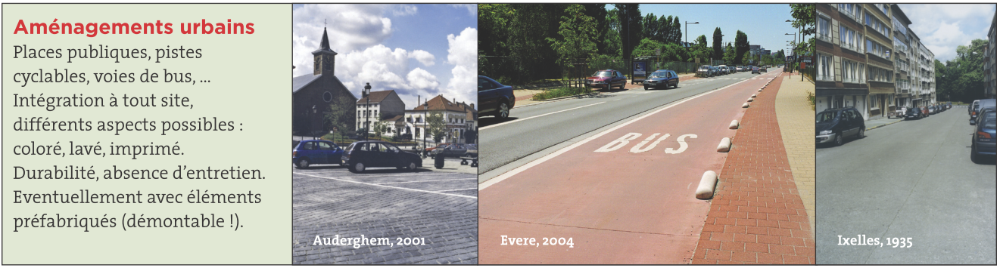 Aménagements urbains
Places publiques, pistes
cyclables, voies de bus, ...
Intégration à tout site,
différents aspects possibles :
coloré, lavé, imprimé.
Durabilité, absence d'entretien.
Eventuellement avec éléments
préfabriqués (démontable !).
Auderghem, 2001
BUS
Evere, 2004
Ixelles, 1935